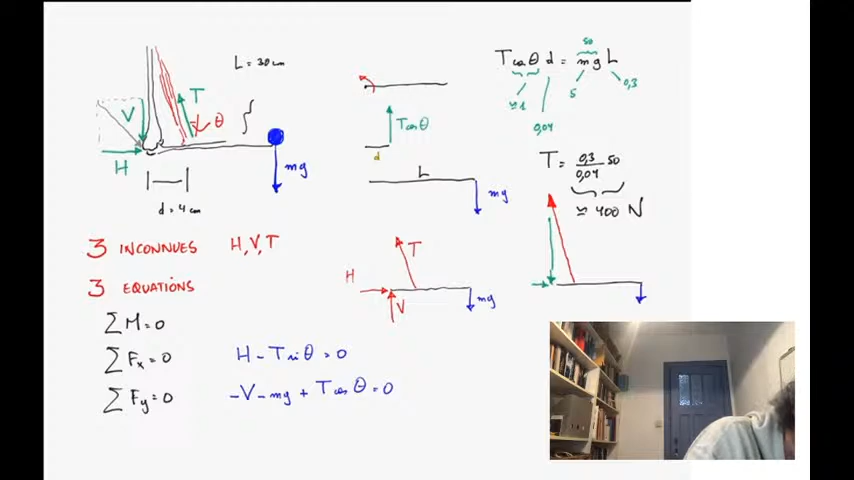 L = 30 cm
T
θ
V
H
mg
d = 4 cm
T cos θ
d
L
mg
T cos θ d = mg L
50
≈1
0,04
5
0,3
T = 0,3/0,04 50
≈ 400 N
3 INCONNUES H, V, T
3 EQUATIONS
∑ M = 0
∑ Fx = 0 H - T sin θ = 0
∑ Fy = 0 -V - mg + T cos θ = 0
H
T
V
mg